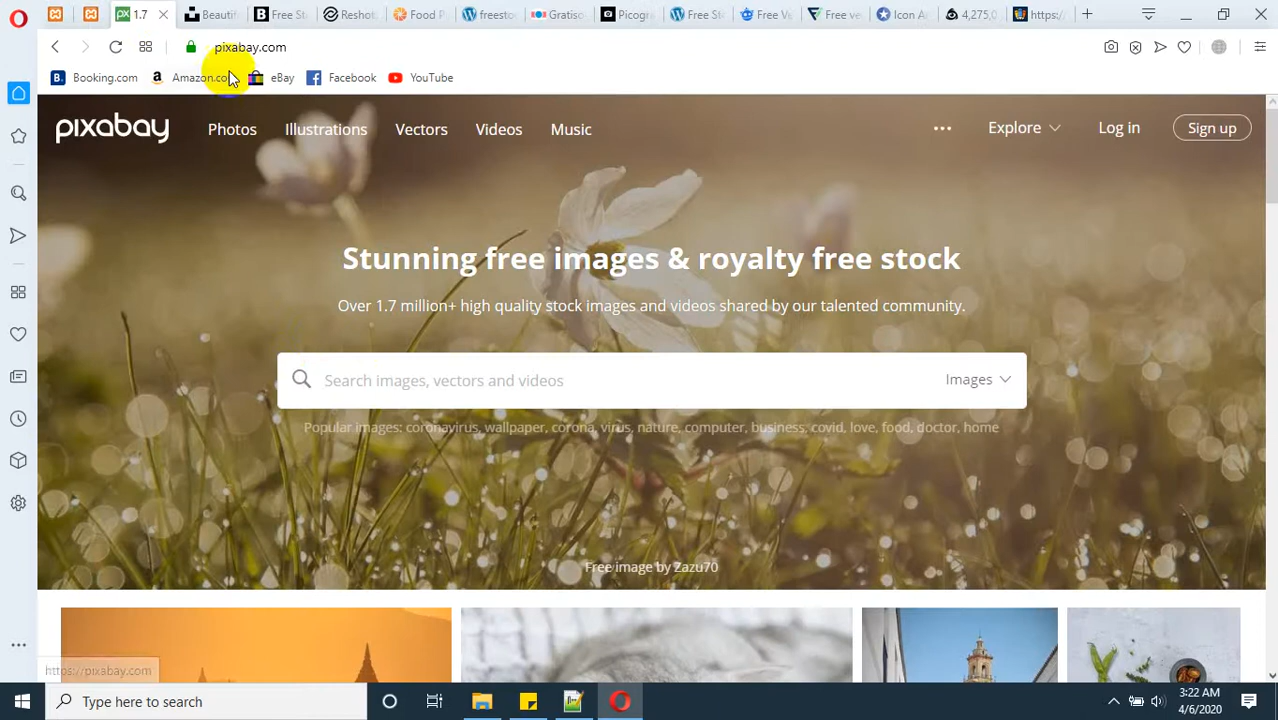 1.7
Beautif
Free St
Reshot
Food P
freesto
Gratiso
Picogr
Free St
Free Ve
Free ve
Icon Ar
4,275,0
https:/
pixabay.com
Booking.com
Amazon.co
eBay
Facebook
YouTube
pixabay
Photos
Illustrations
Vectors
Videos
Music
Explore
Log in
Sign up
Stunning free images & royalty free stock
Over 1.7 million+ high quality stock images and videos shared by our talented community.
Search images, vectors and videos
Images
Popular images: coronavirus, wallpaper, corona, virus, nature, computer, business, covid, love, food, doctor, home
Free image by Zazu70
https://pixabay.com
Type here to search
3:22 AM
4/6/2020